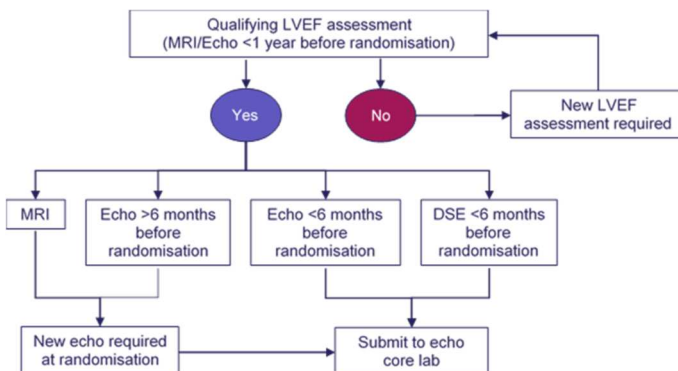 Qualifying LVEF assessment
(MRI/Echo <1 year before randomisation)
Yes
No
New LVEF
assessment required
MRI
Echo >6 months
before
randomisation
Echo <6 months
before
randomisation
DSE <6 months
before
randomisation
New echo required
at randomisation
Submit to echo
core lab